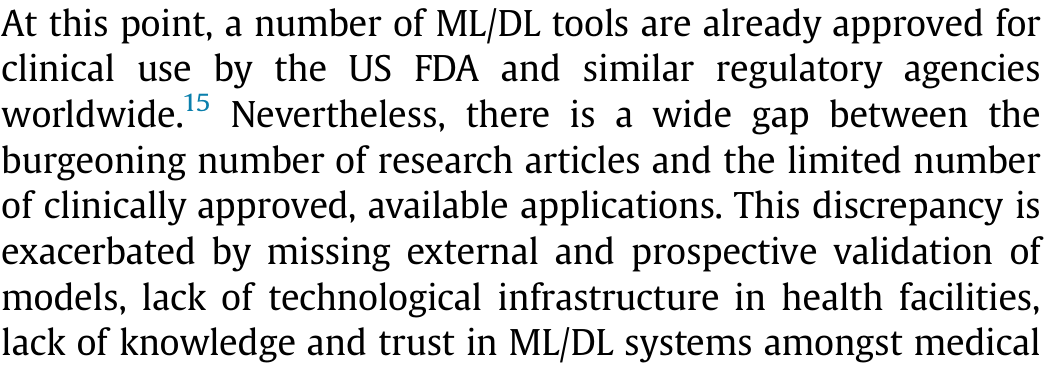 At this point, a number of ML/DL tools are already approved for
clinical use by the US FDA and similar regulatory agencies
worldwide.15 Nevertheless, there is a wide gap between the
burgeoning number of research articles and the limited number
of clinically approved, available applications. This discrepancy is
exacerbated by missing external and prospective validation of
models, lack of technological infrastructure in health facilities,
lack of knowledge and trust in ML/DL systems amongst medical